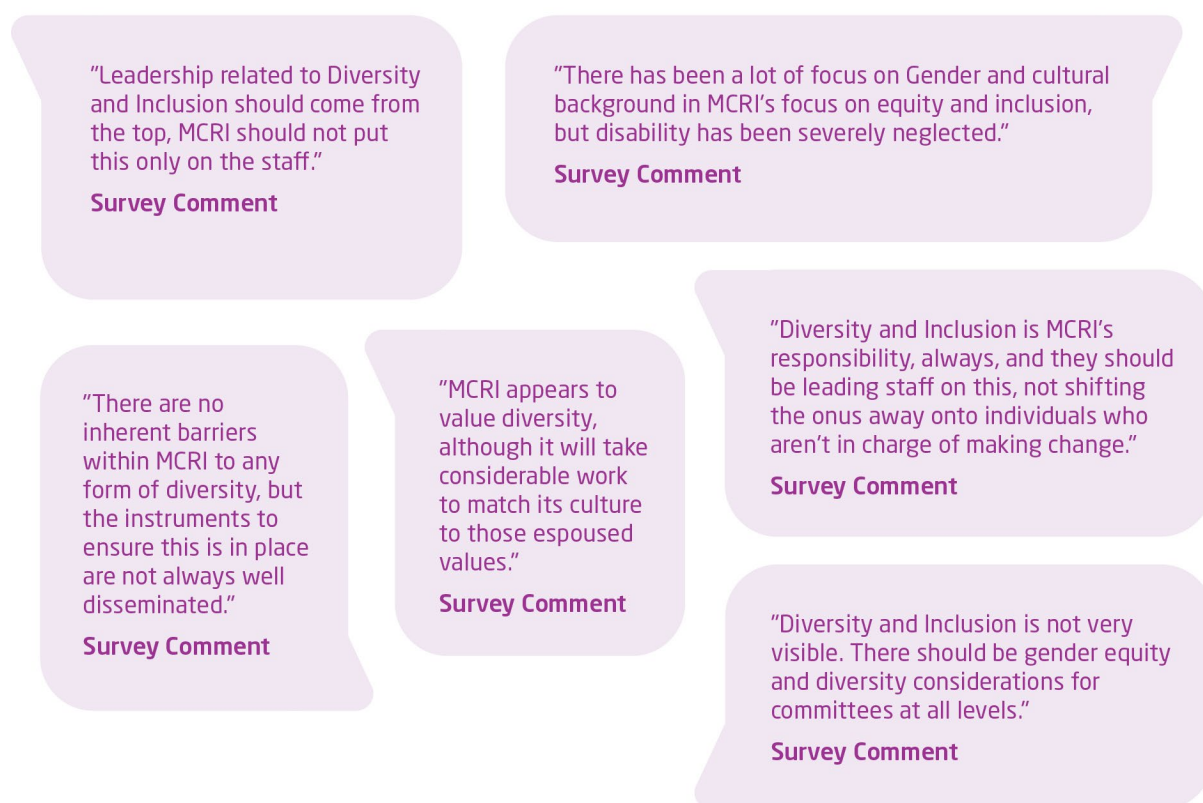 "Leadership related to Diversity
and Inclusion should come from
the top, MCRI should not put
this only on the staff."
Survey Comment
"There has been a lot of focus on Gender and cultural
background in MCRI's focus on equity and inclusion,
but disability has been severely neglected."
Survey Comment
"There are no
inherent barriers
within MCRI to any
form of diversity, but
the instruments to
ensure this is in place
are not always well
disseminated."
Survey Comment
"MCRI appears to
value diversity,
although it will take
considerable work
to match its culture
to those espoused
values."
Survey Comment
"Diversity and Inclusion is MCRI's
responsibility, always, and they should
be leading staff on this, not shifting
the onus away onto individuals who
aren't in charge of making change."
Survey Comment
"Diversity and Inclusion is not very
visible. There should be gender equity
and diversity considerations for
committees at all levels."
Survey Comment